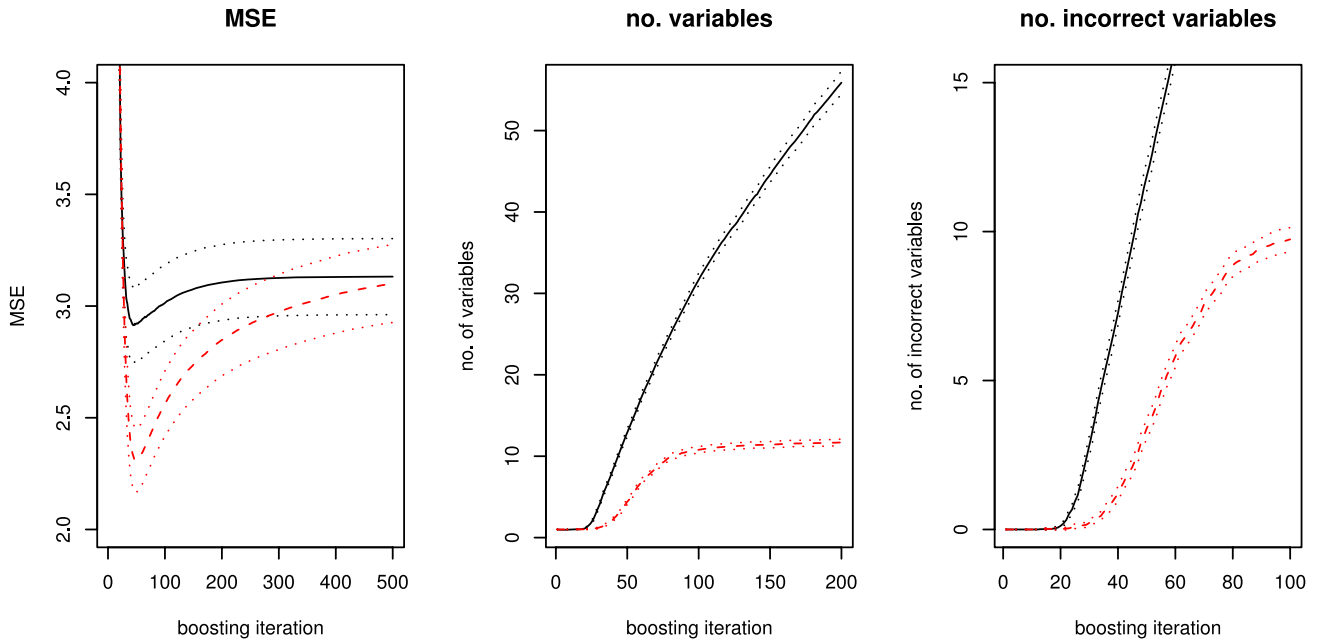 MSE
no. variables
no. incorrect variables
4.0
3.5
3.0
2.5
2.0
MSE
0 100 200 300 400 500
boosting iteration
50
40
30
20
10
0
no. of variables
0 50 100 150 200
boosting iteration
15
10
5
0
no. of incorrect variables
0 20 40 60 80 100
boosting iteration